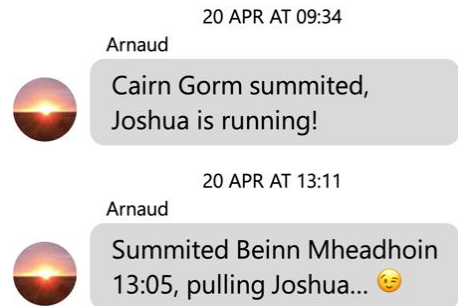 20 APR AT 09:34
Arnaud
Cairn Gorm summited,
Joshua is running!
20 APR AT 13:11
Arnaud
Summited Beinn Mheadhoin
13:05, pulling Joshua... 😉